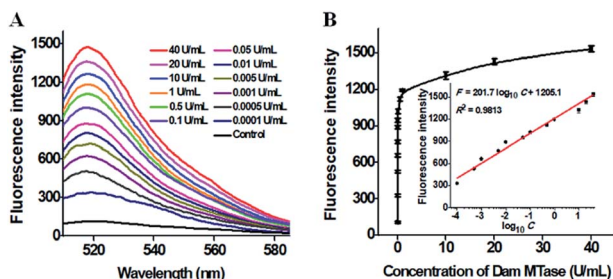 A
Fluorescence intensity
1500
1200
900
600
300
0
40 U/mL
20 U/mL
10 U/mL
1 U/mL
0.5 U/mL
0.1 U/mL
0.05 U/mL
0.01 U/mL
0.005 U/mL
0.001 U/mL
0.0005 U/mL
0.0001 U/mL
Control
520 540 560 580
Wavelength (nm)
B
Fluorescence intensity
1500
1200
900
600
300
0
F = 201.7 log10 C + 1205.1
R² = 0.9813
Fluorescence intensity
1500
1200
900
600
300
-4 -3 -2 -1 0 1
log10 C
0 10 20 30 40
Concentration of Dam MTase (U/mL)